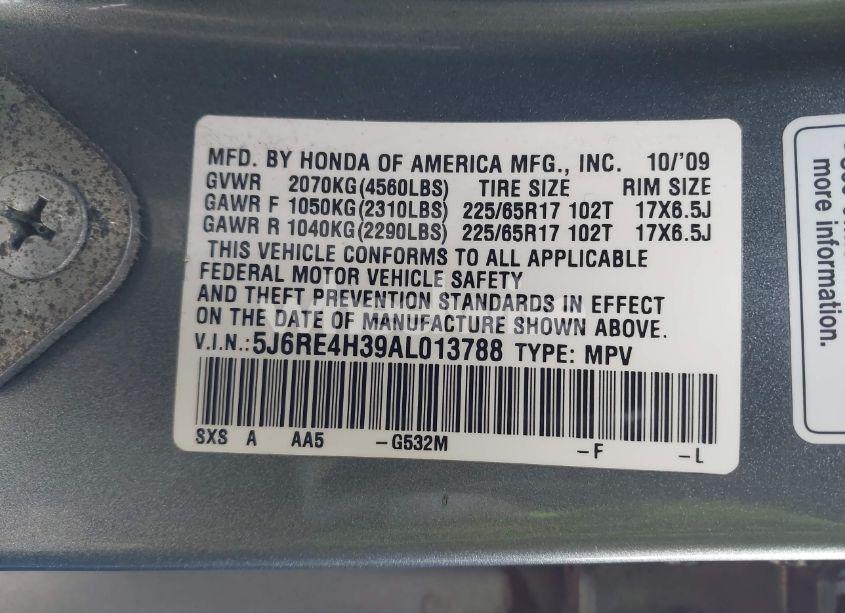 MFD. BY HONDA OF AMERICA MFG., INC. 10/'09
GVWR 2070KG(4560LBS) TIRE SIZE RIM SIZE
GAWR F 1050KG(2310LBS) 225/65R17 102T 17X6.5J
GAWR R 1040KG(2290LBS) 225/65R17 102T 17X6.5J
THIS VEHICLE CONFORMS TO ALL APPLICABLE
FEDERAL MOTOR VEHICLE SAFETY
AND THEFT PREVENTION STANDARDS IN EFFECT
ON THE DATE OF MANUFACTURE SHOWN ABOVE.
V.I.N.: 5J6RE4H39AL013788 TYPE: MPV
SXS A AA5 -G532M -F -L
more information.